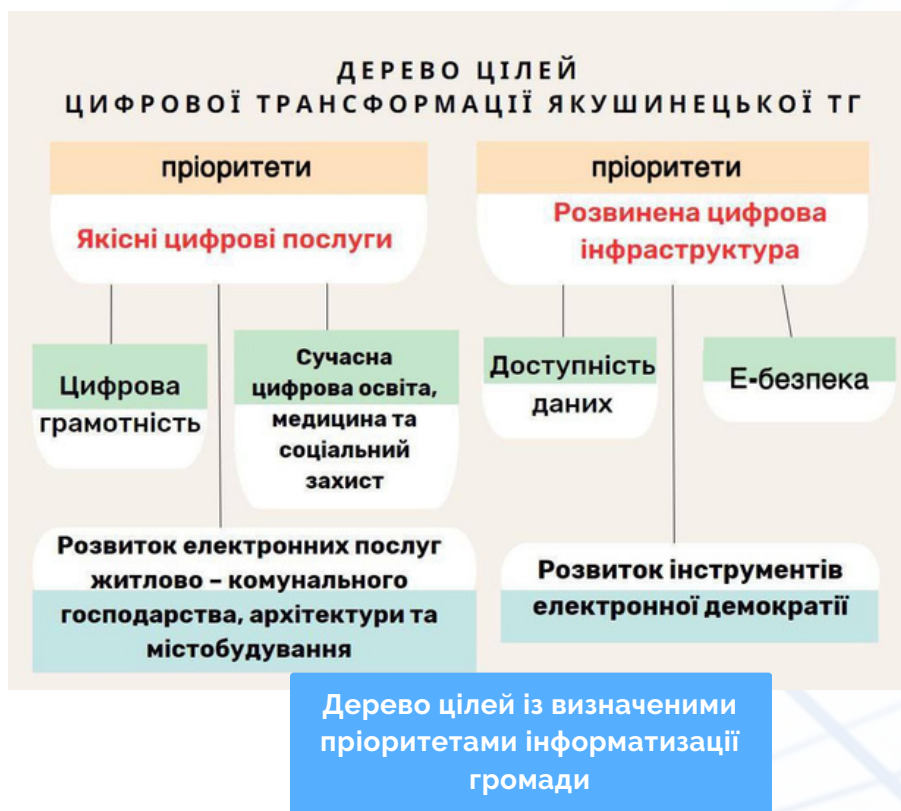 ДЕРЕВО ЦІЛЕЙ
ЦИФРОВОЇ ТРАНСФОРМАЦІЇ ЯКУШИНЕЦЬКОЇ ТГ
пріоритети
Якісні цифрові послуги
Цифрова
грамотність
Сучасна
цифрова освіта,
медицина та
соціальний
захист
Розвиток електронних послуг
житлово – комунального
господарства, архітектури та
містобудування
пріоритети
Розвинена цифрова
інфраструктура
Доступність
даних
Е-безпека
Розвиток інструментів
електронної демократії
Дерево цілей із визначеними
пріоритетами інформатизації
громади